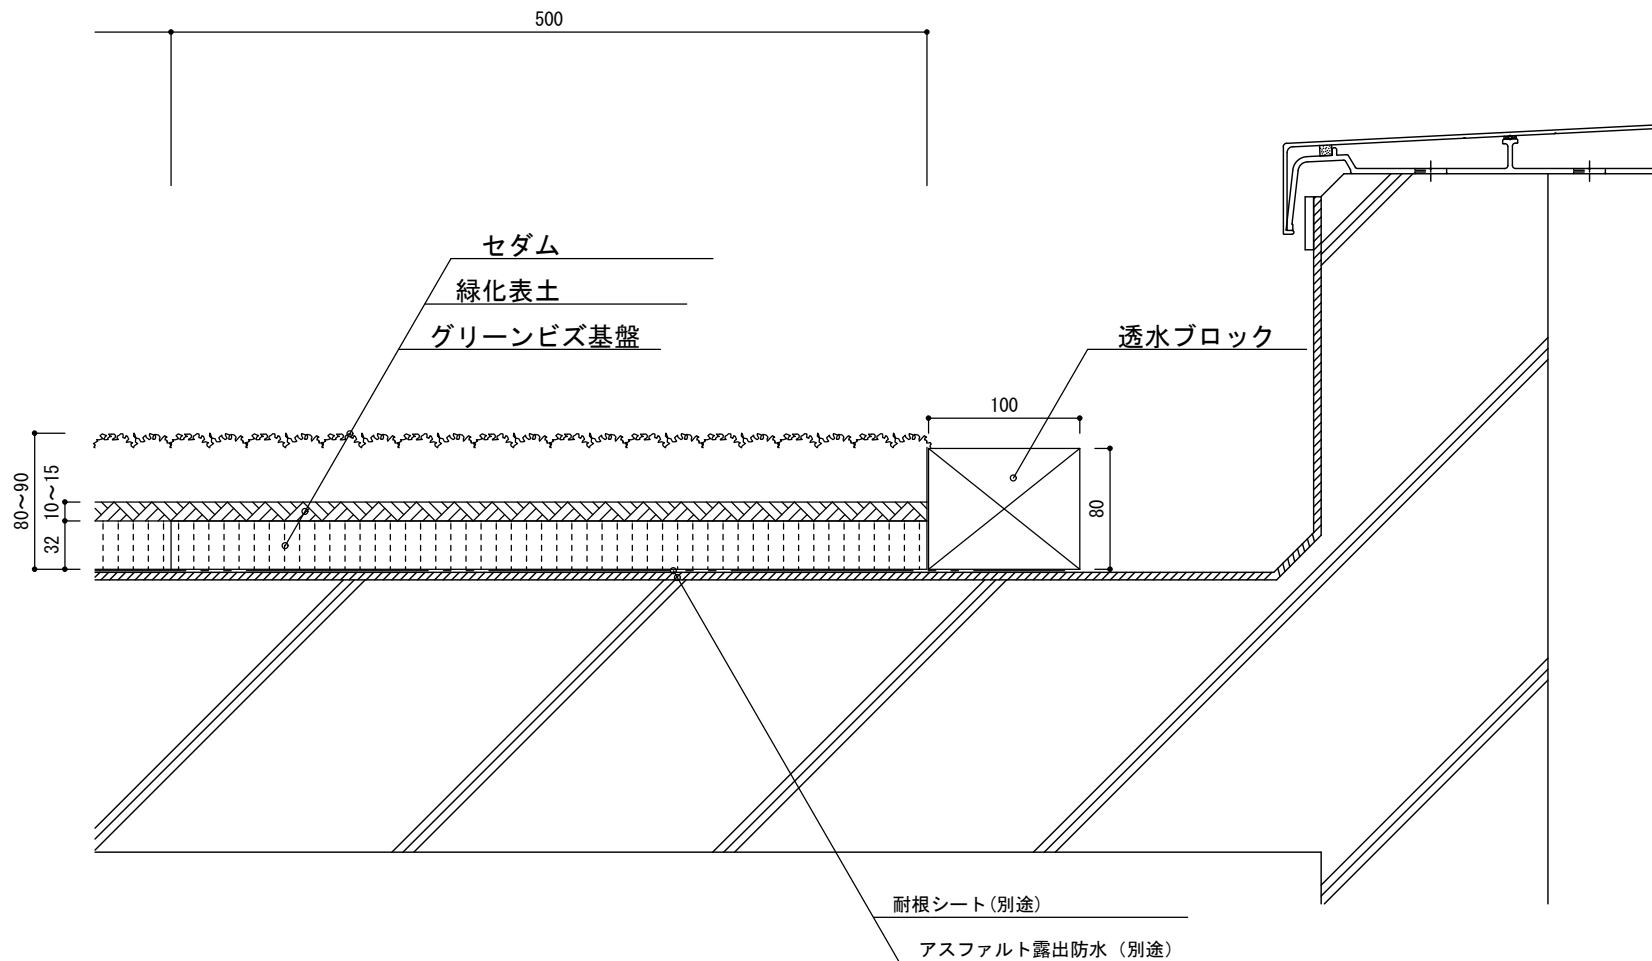 500
セダム
緑化表土
グリーンビズ基盤
透水ブロック
100
80~90
10~15
32
80
耐根シート(別途)
アスファルト露出防水 (別途)